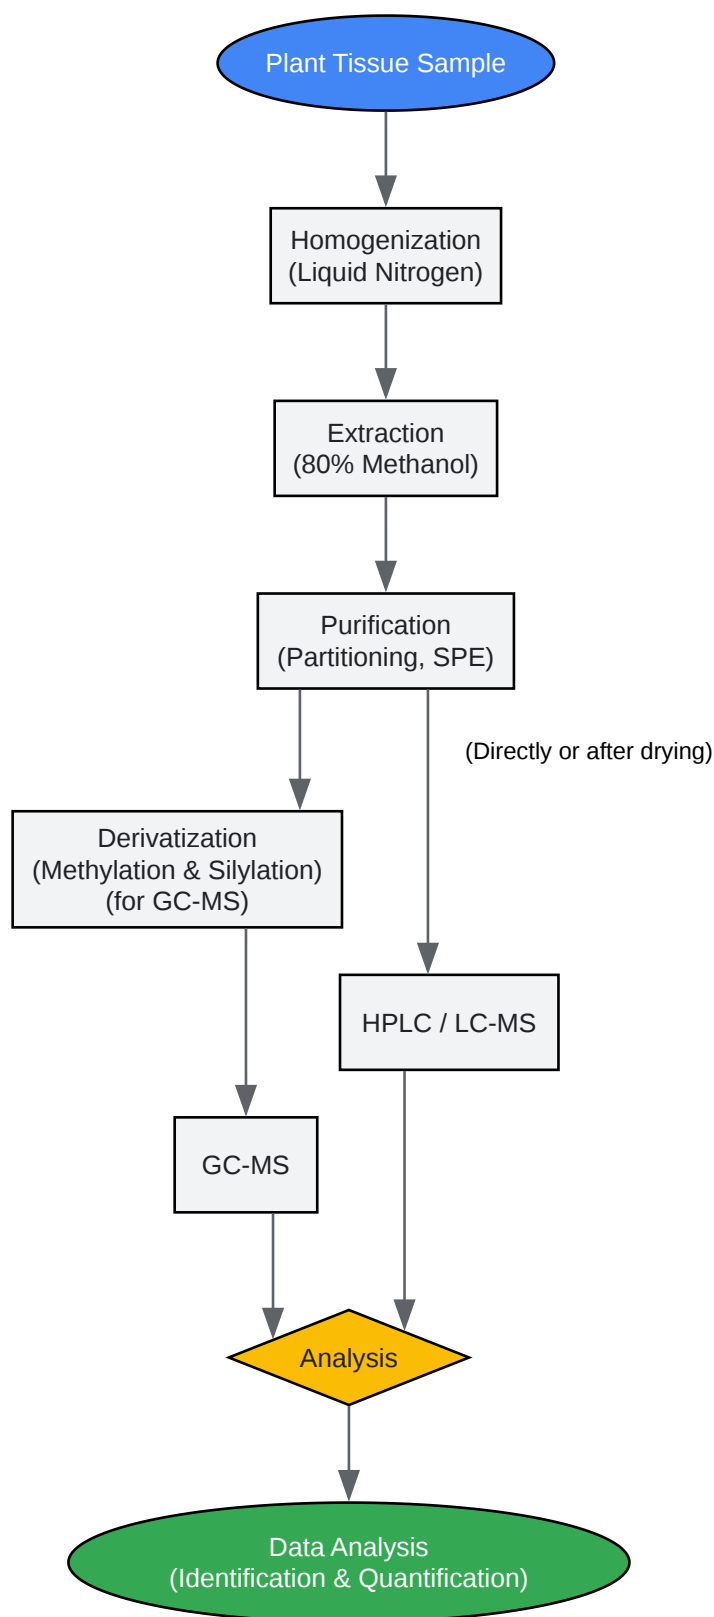 Plant Tissue Sample
Homogenization
(Liquid Nitrogen)
Extraction
(80% Methanol)
Purification
(Partitioning, SPE)
(Directly or after drying)
Derivatization
(Methylation & Silylation)
(for GC-MS)
HPLC / LC-MS
GC-MS
Analysis
Data Analysis
(Identification & Quantification)